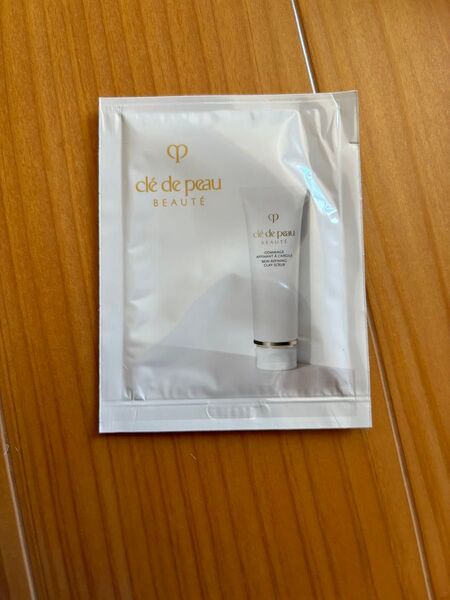 clé de peau
BEAUTÉ
clé de peau
BEAUTÉ
GOMMAGE
AFFINANT À L'ARGILE
SKIN-REFINING
CLAY SCRUB